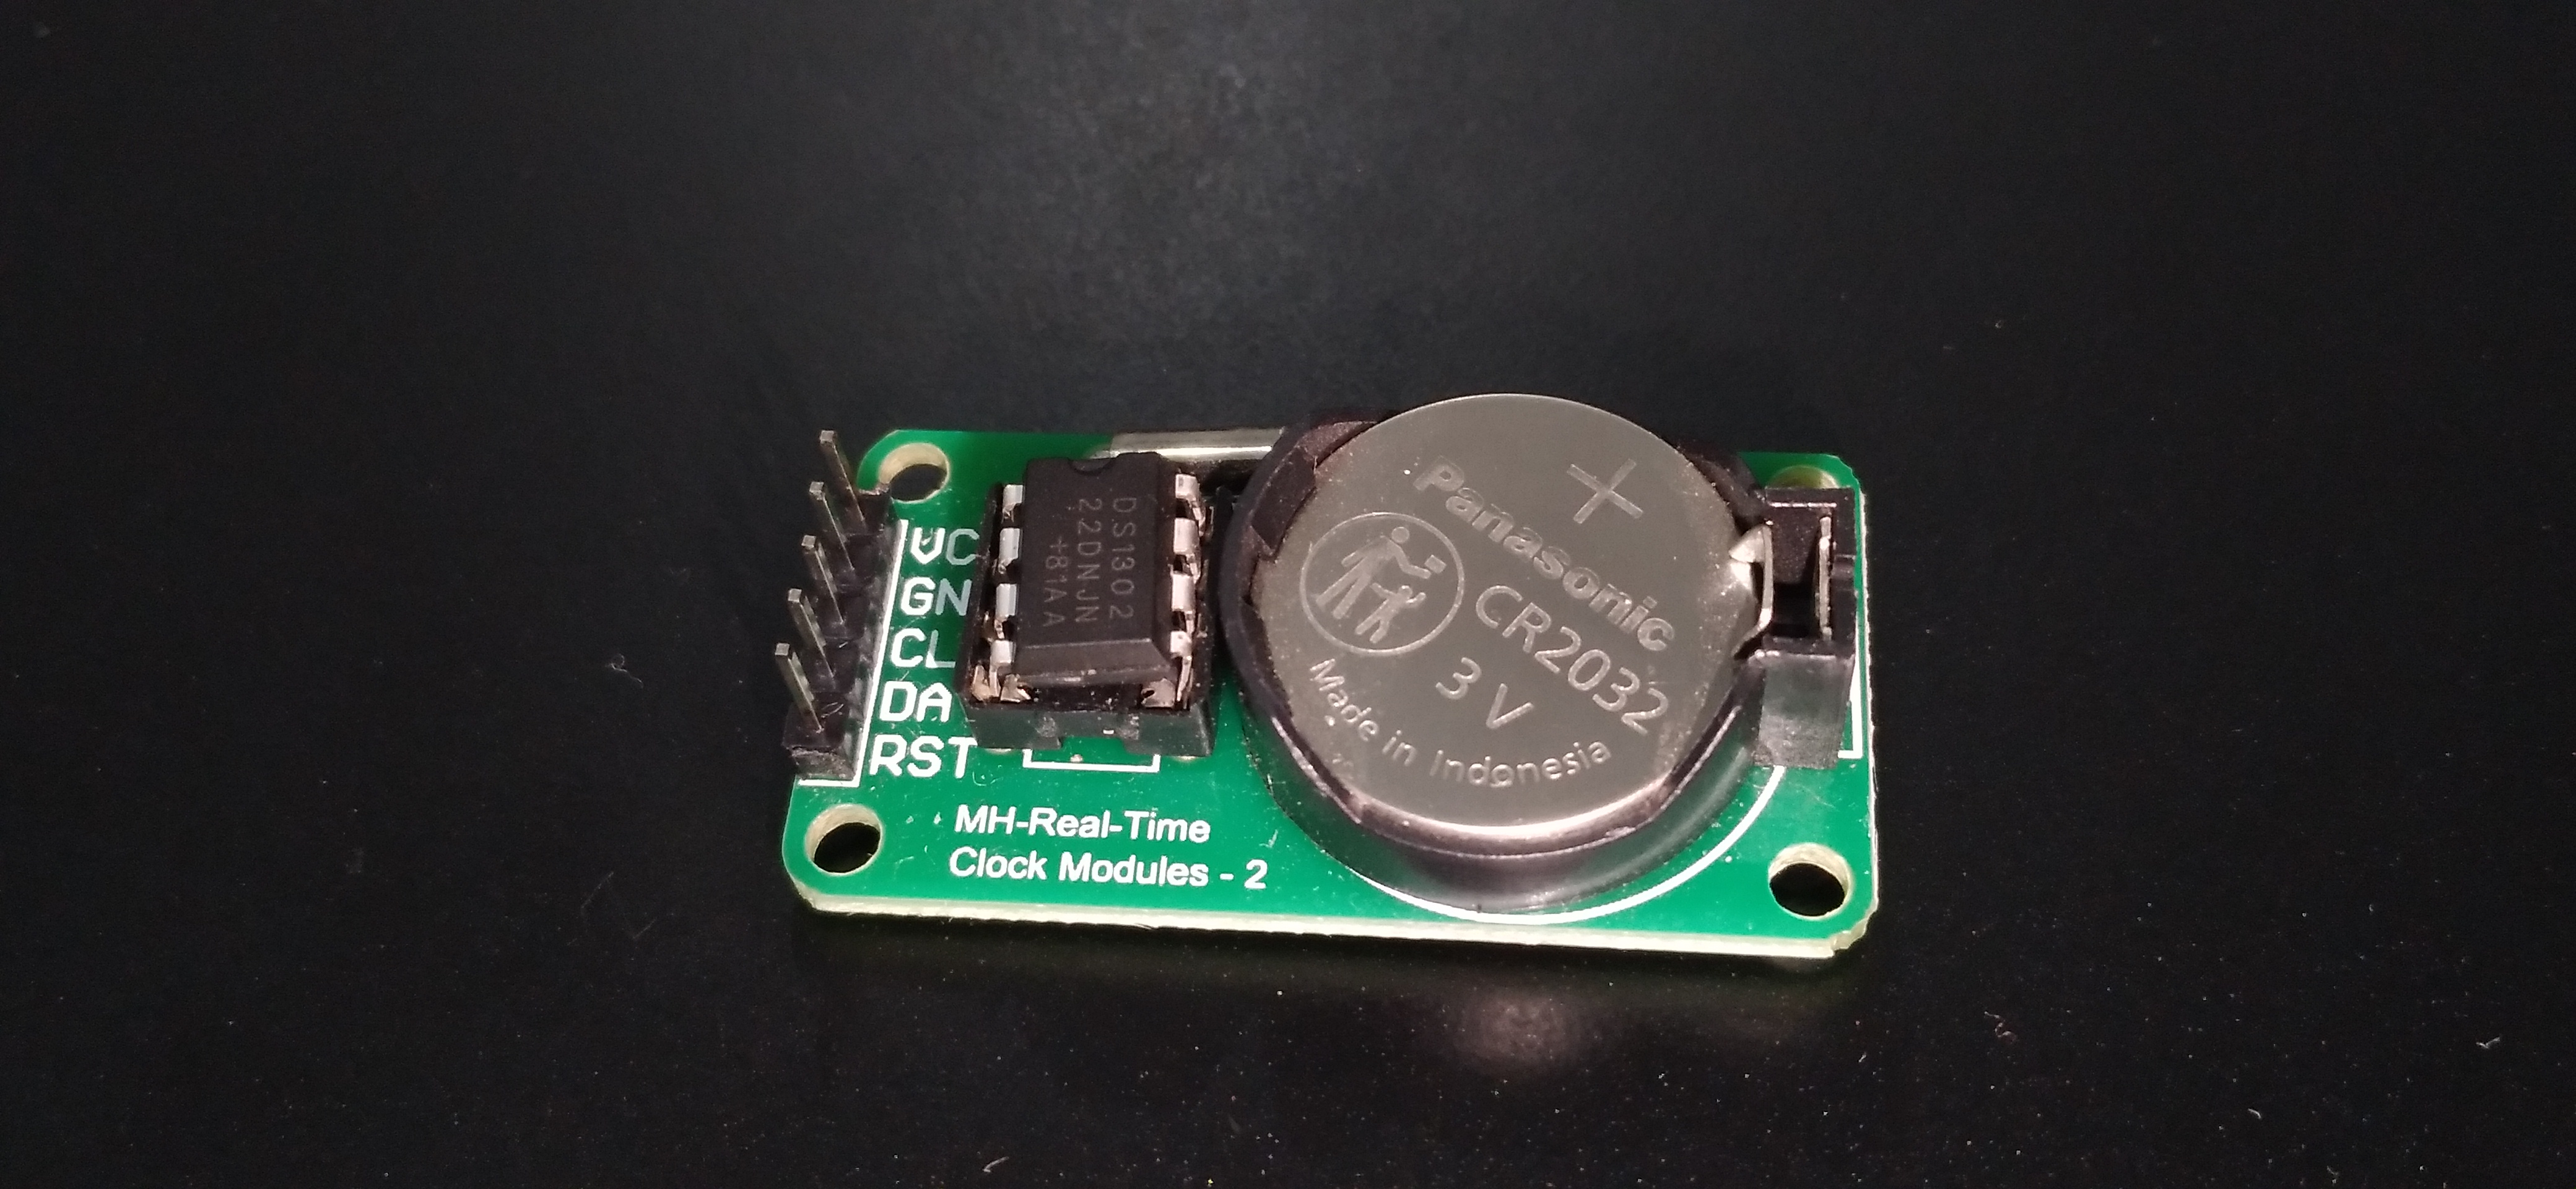 VC
GN
CL
DA
RST
DS1302
22DNJN
+81AA
MH-Real-Time
Clock Modules - 2
+
Panasonic
CR2032
3 V
Made in Indonesia